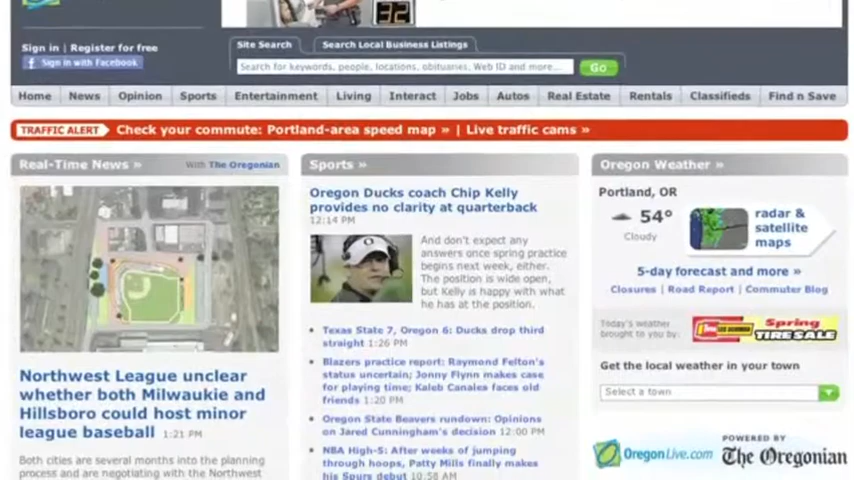 32
Sign in | Register for free
Sign in with Facebook
Site Search
Search Local Business Listings
Search for keywords, people, locations, obituaries, Web ID and more...
Go
Home News Opinion Sports Entertainment Living Interact Jobs Autos Real Estate Rentals Classifieds Find n Save
TRAFFIC ALERT Check your commute: Portland-area speed map » | Live traffic cams »
Real-Time News » With The Oregonian
Northwest League unclear
whether both Milwaukie and
Hillsboro could host minor
league baseball 1:21 PM
Both cities are several months into the planning
process and are negotiating with the Northwest
Sports »
Oregon Ducks coach Chip Kelly
provides no clarity at quarterback
12:14 PM
And don't expect any
answers once spring practice
begins next week, either.
The position is wide open,
but Kelly is happy with what
he has at the position.
• Texas State 7, Oregon 6: Ducks drop third
straight 1:26 PM
• Blazers practice report: Raymond Felton's
status uncertain; Jonny Flynn makes case
for playing time; Kaleb Canales faces old
friends 1:20 PM
• Oregon State Beavers rundown: Opinions
on Jared Cunningham's decision 12:00 PM
• NBA High-5: After weeks of jumping
through hoops, Patty Mills finally makes
his Spurs debut 10:58 AM
Oregon Weather »
Portland, OR
54°
Cloudy
radar &
satellite
maps
5-day forecast and more »
Closures | Road Report | Commuter Blog
Today's weather
brought to you by:
LES SCHWAB
Spring
TIRE SALE
Get the local weather in your town
Select a town
OregonLive.com
POWERED BY
The Oregonian